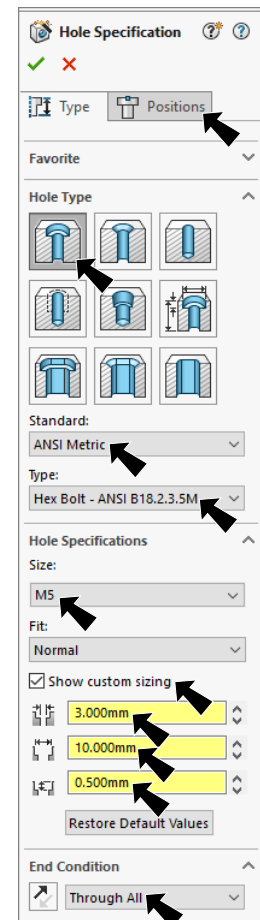 Hole Specification
Type Positions
Favorite
Hole Type
Standard:
ANSI Metric
Type:
Hex Bolt - ANSI B18.2.3.5M
Hole Specifications
Size:
M5
Fit:
Normal
Show custom sizing
3.000mm
10.000mm
0.500mm
Restore Default Values
End Condition
Through All